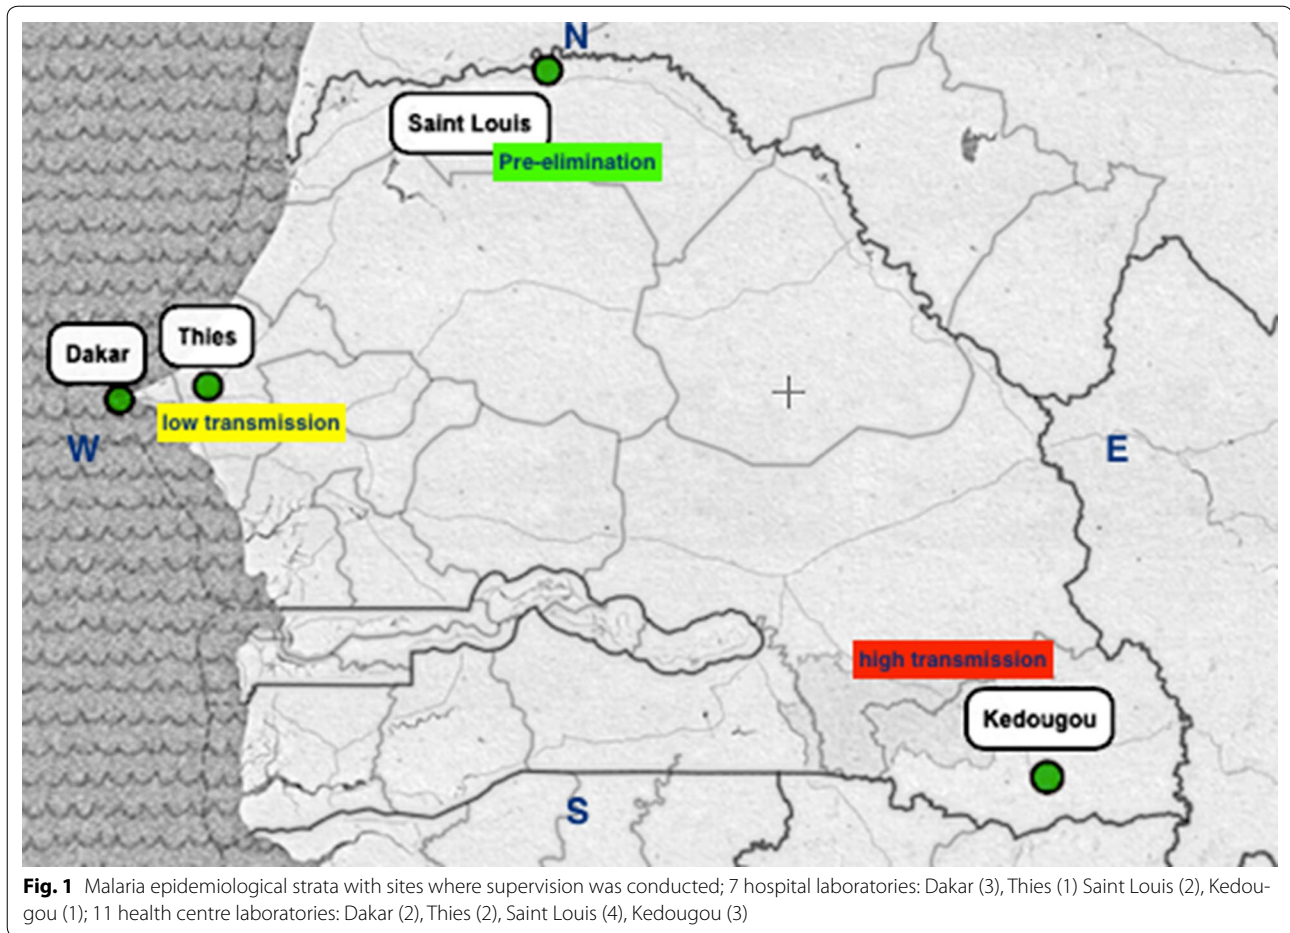 N
Saint Louis
Pre-elimination
Thies
Dakar
low transmission
W
E
high transmission
Kedougou
S
Fig. 1 Malaria epidemiological strata with sites where supervision was conducted; 7 hospital laboratories: Dakar (3), Thies (1) Saint Louis (2), Kedou-
gou (1); 11 health centre laboratories: Dakar (2), Thies (2), Saint Louis (4), Kedougou (3)